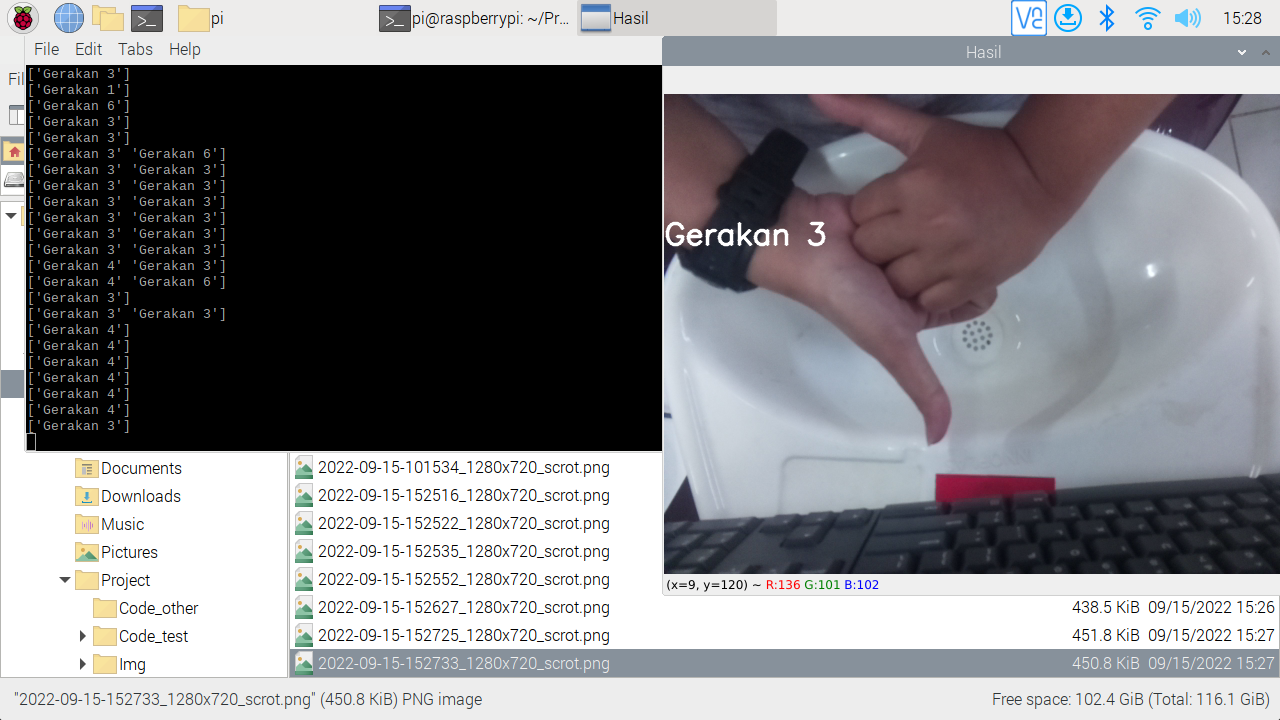 pi
pi@raspberrypi: ~/Pr...
Hasil
15:28
File Edit Tabs Help
Hasil
Fil
['Gerakan 3']
['Gerakan 1']
['Gerakan 6']
['Gerakan 3']
['Gerakan 3']
['Gerakan 3' 'Gerakan 6']
['Gerakan 3' 'Gerakan 3']
['Gerakan 3' 'Gerakan 3']
['Gerakan 3' 'Gerakan 3']
['Gerakan 3' 'Gerakan 3']
['Gerakan 3' 'Gerakan 3']
['Gerakan 3' 'Gerakan 3']
['Gerakan 4' 'Gerakan 3']
['Gerakan 4' 'Gerakan 6']
['Gerakan 3']
['Gerakan 3' 'Gerakan 3']
['Gerakan 4']
['Gerakan 4']
['Gerakan 4']
['Gerakan 4']
['Gerakan 4']
['Gerakan 4']
['Gerakan 3']
Gerakan 3
(x=9, y=120) ~ R:136 G:101 B:102
Documents
Downloads
Music
Pictures
Project
Code_other
Code_test
Img
2022-09-15-101534_1280x720_scrot.png
2022-09-15-152516_1280x720_scrot.png
2022-09-15-152522_1280x720_scrot.png
2022-09-15-152535_1280x720_scrot.png
2022-09-15-152552_1280x720_scrot.png
2022-09-15-152627_1280x720_scrot.png 438.5 KiB 09/15/2022 15:26
2022-09-15-152725_1280x720_scrot.png 451.8 KiB 09/15/2022 15:27
2022-09-15-152733_1280x720_scrot.png 450.8 KiB 09/15/2022 15:27
"2022-09-15-152733_1280x720_scrot.png" (450.8 KiB) PNG image
Free space: 102.4 GiB (Total: 116.1 GiB)